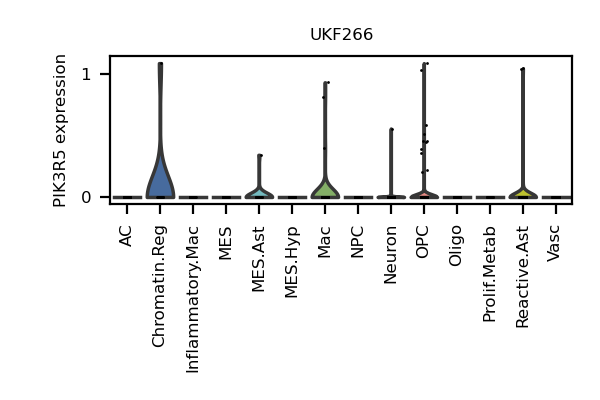 UKF266
PIK3R5 expression
1
0
AC
Chromatin.Reg
Inflammatory.Mac
MES
MES.Ast
MES.Hyp
Mac
NPC
Neuron
OPC
Oligo
Prolif.Metab
Reactive.Ast
Vasc